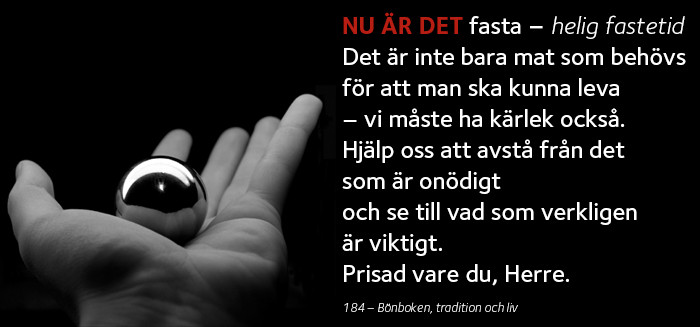 NU ÄR DET fasta – helig fastetid
Det är inte bara mat som behövs
för att man ska kunna leva
– vi måste ha kärlek också.
Hjälp oss att avstå från det
som är onödigt
och se till vad som verkligen
är viktigt.
Prisad vare du, Herre.
184 – Bönboken, tradition och liv